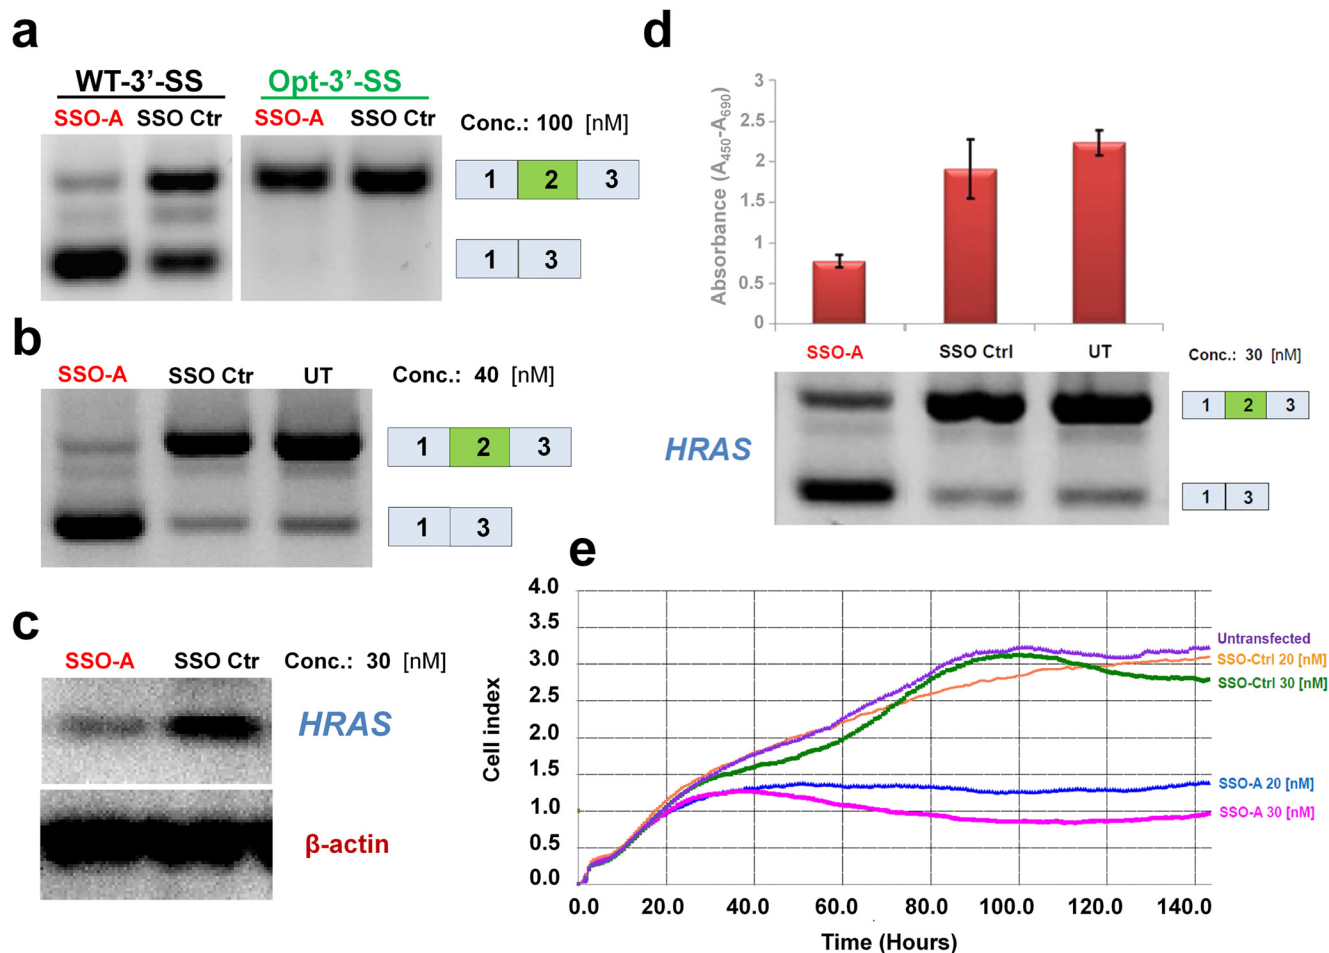 a
WT-3'-SS Opt-3'-SS
SSO-A SSO Ctr SSO-A SSO Ctr
Conc.: 100 [nM]
1 2 3
1 3
b
SSO-A SSO Ctr UT
Conc.: 40 [nM]
1 2 3
1 3
c
SSO-A SSO Ctr
Conc.: 30 [nM]
HRAS
β-actin
d
Absorbance (A450-A690)
3
2.5
2
1.5
1
0.5
0
SSO-A SSO Ctrl UT
Conc.: 30 [nM]
HRAS
1 2 3
1 3
e
Cell index
4.0
3.5
3.0
2.5
2.0
1.5
1.0
0.5
0.0
0.0 20.0 40.0 60.0 80.0 100.0 120.0 140.0
Time (Hours)
Untransfected
SSO-Ctrl 20 [nM]
SSO-Ctrl 30 [nM]
SSO-A 20 [nM]
SSO-A 30 [nM]